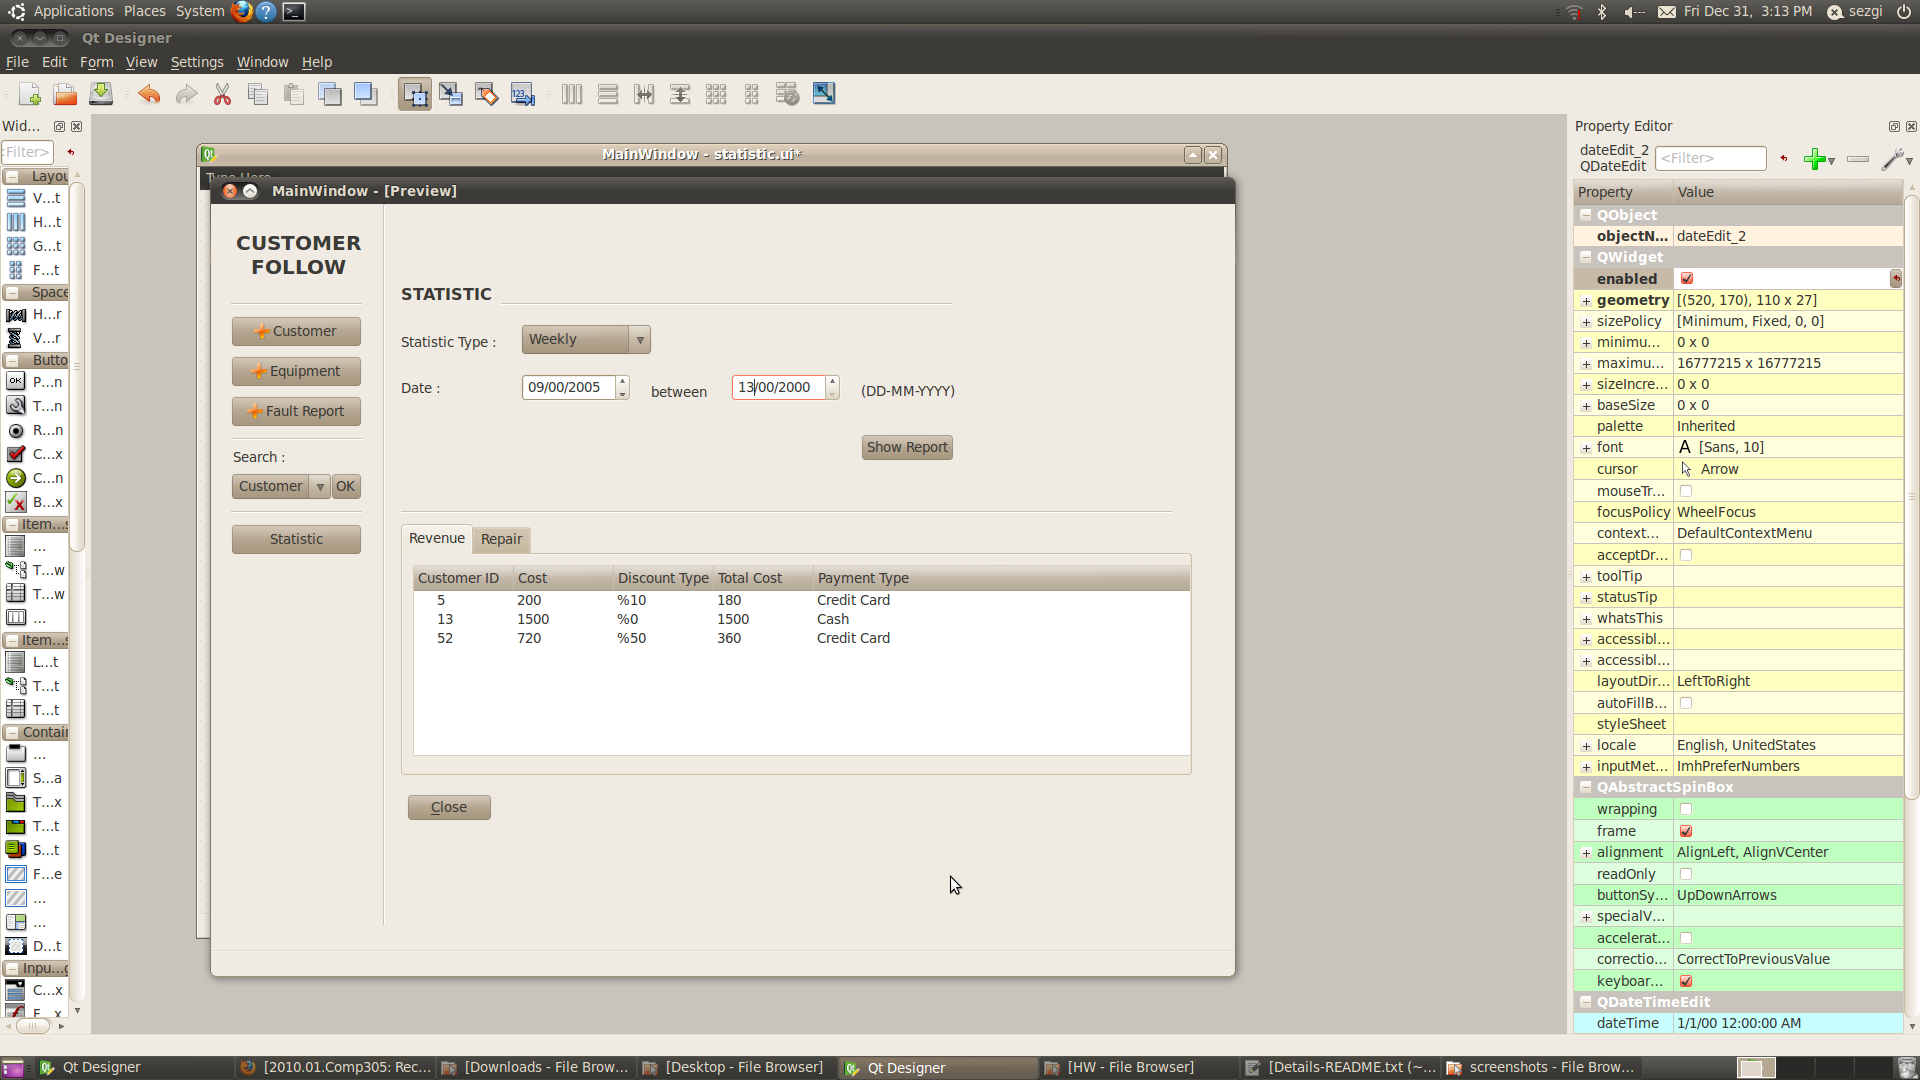 Applications Places System
Fri Dec 31, 3:13 PM sezgi
Qt Designer
File Edit Form View Settings Window Help
Wid...
<Filter>
Layou
V...t
H...t
G...t
F...t
Space
H...r
V...r
Butto
P...n
T...n
R...n
C...x
C...n
B...x
Item...s
...
T...w
T...w
...
Item...s
L...t
T...t
T...t
Contai
...
S...a
T...x
T...t
S...t
F...e
...
...
D...t
Inpu...g
C...x
F...x
MainWindow - statistic.ui*
Type Here
MainWindow - [Preview]
CUSTOMER
FOLLOW
Customer
Equipment
Fault Report
Search :
Customer OK
Statistic
STATISTIC
Statistic Type : Weekly
Date : 09/00/2005 between 13/00/2000 (DD-MM-YYYY)
Show Report
Revenue Repair
Customer ID Cost Discount Type Total Cost Payment Type
5 200 %10 180 Credit Card
13 1500 %0 1500 Cash
52 720 %50 360 Credit Card
Close
Property Editor
dateEdit_2
QDateEdit
<Filter>
Property Value
QObject
objectN... dateEdit_2
QWidget
enabled
geometry [(520, 170), 110 x 27]
sizePolicy [Minimum, Fixed, 0, 0]
minimu... 0 x 0
maximu... 16777215 x 16777215
sizeIncre... 0 x 0
baseSize 0 x 0
palette Inherited
font A [Sans, 10]
cursor Arrow
mouseTr...
focusPolicy WheelFocus
context... DefaultContextMenu
acceptDr...
toolTip
statusTip
whatsThis
accessibl...
accessibl...
layoutDir... LeftToRight
autoFillB...
styleSheet
locale English, UnitedStates
inputMet... ImhPreferNumbers
QAbstractSpinBox
wrapping
frame
alignment AlignLeft, AlignVCenter
readOnly
buttonSy... UpDownArrows
specialV...
accelerat...
correctio... CorrectToPreviousValue
keyboar...
QDateTimeEdit
dateTime 1/1/00 12:00:00 AM
Qt Designer
[2010.01.Comp305: Rec...
[Downloads - File Brow...
[Desktop - File Browser]
Qt Designer
[HW - File Browser]
[Details-README.txt (~...
screenshots - File Brow...